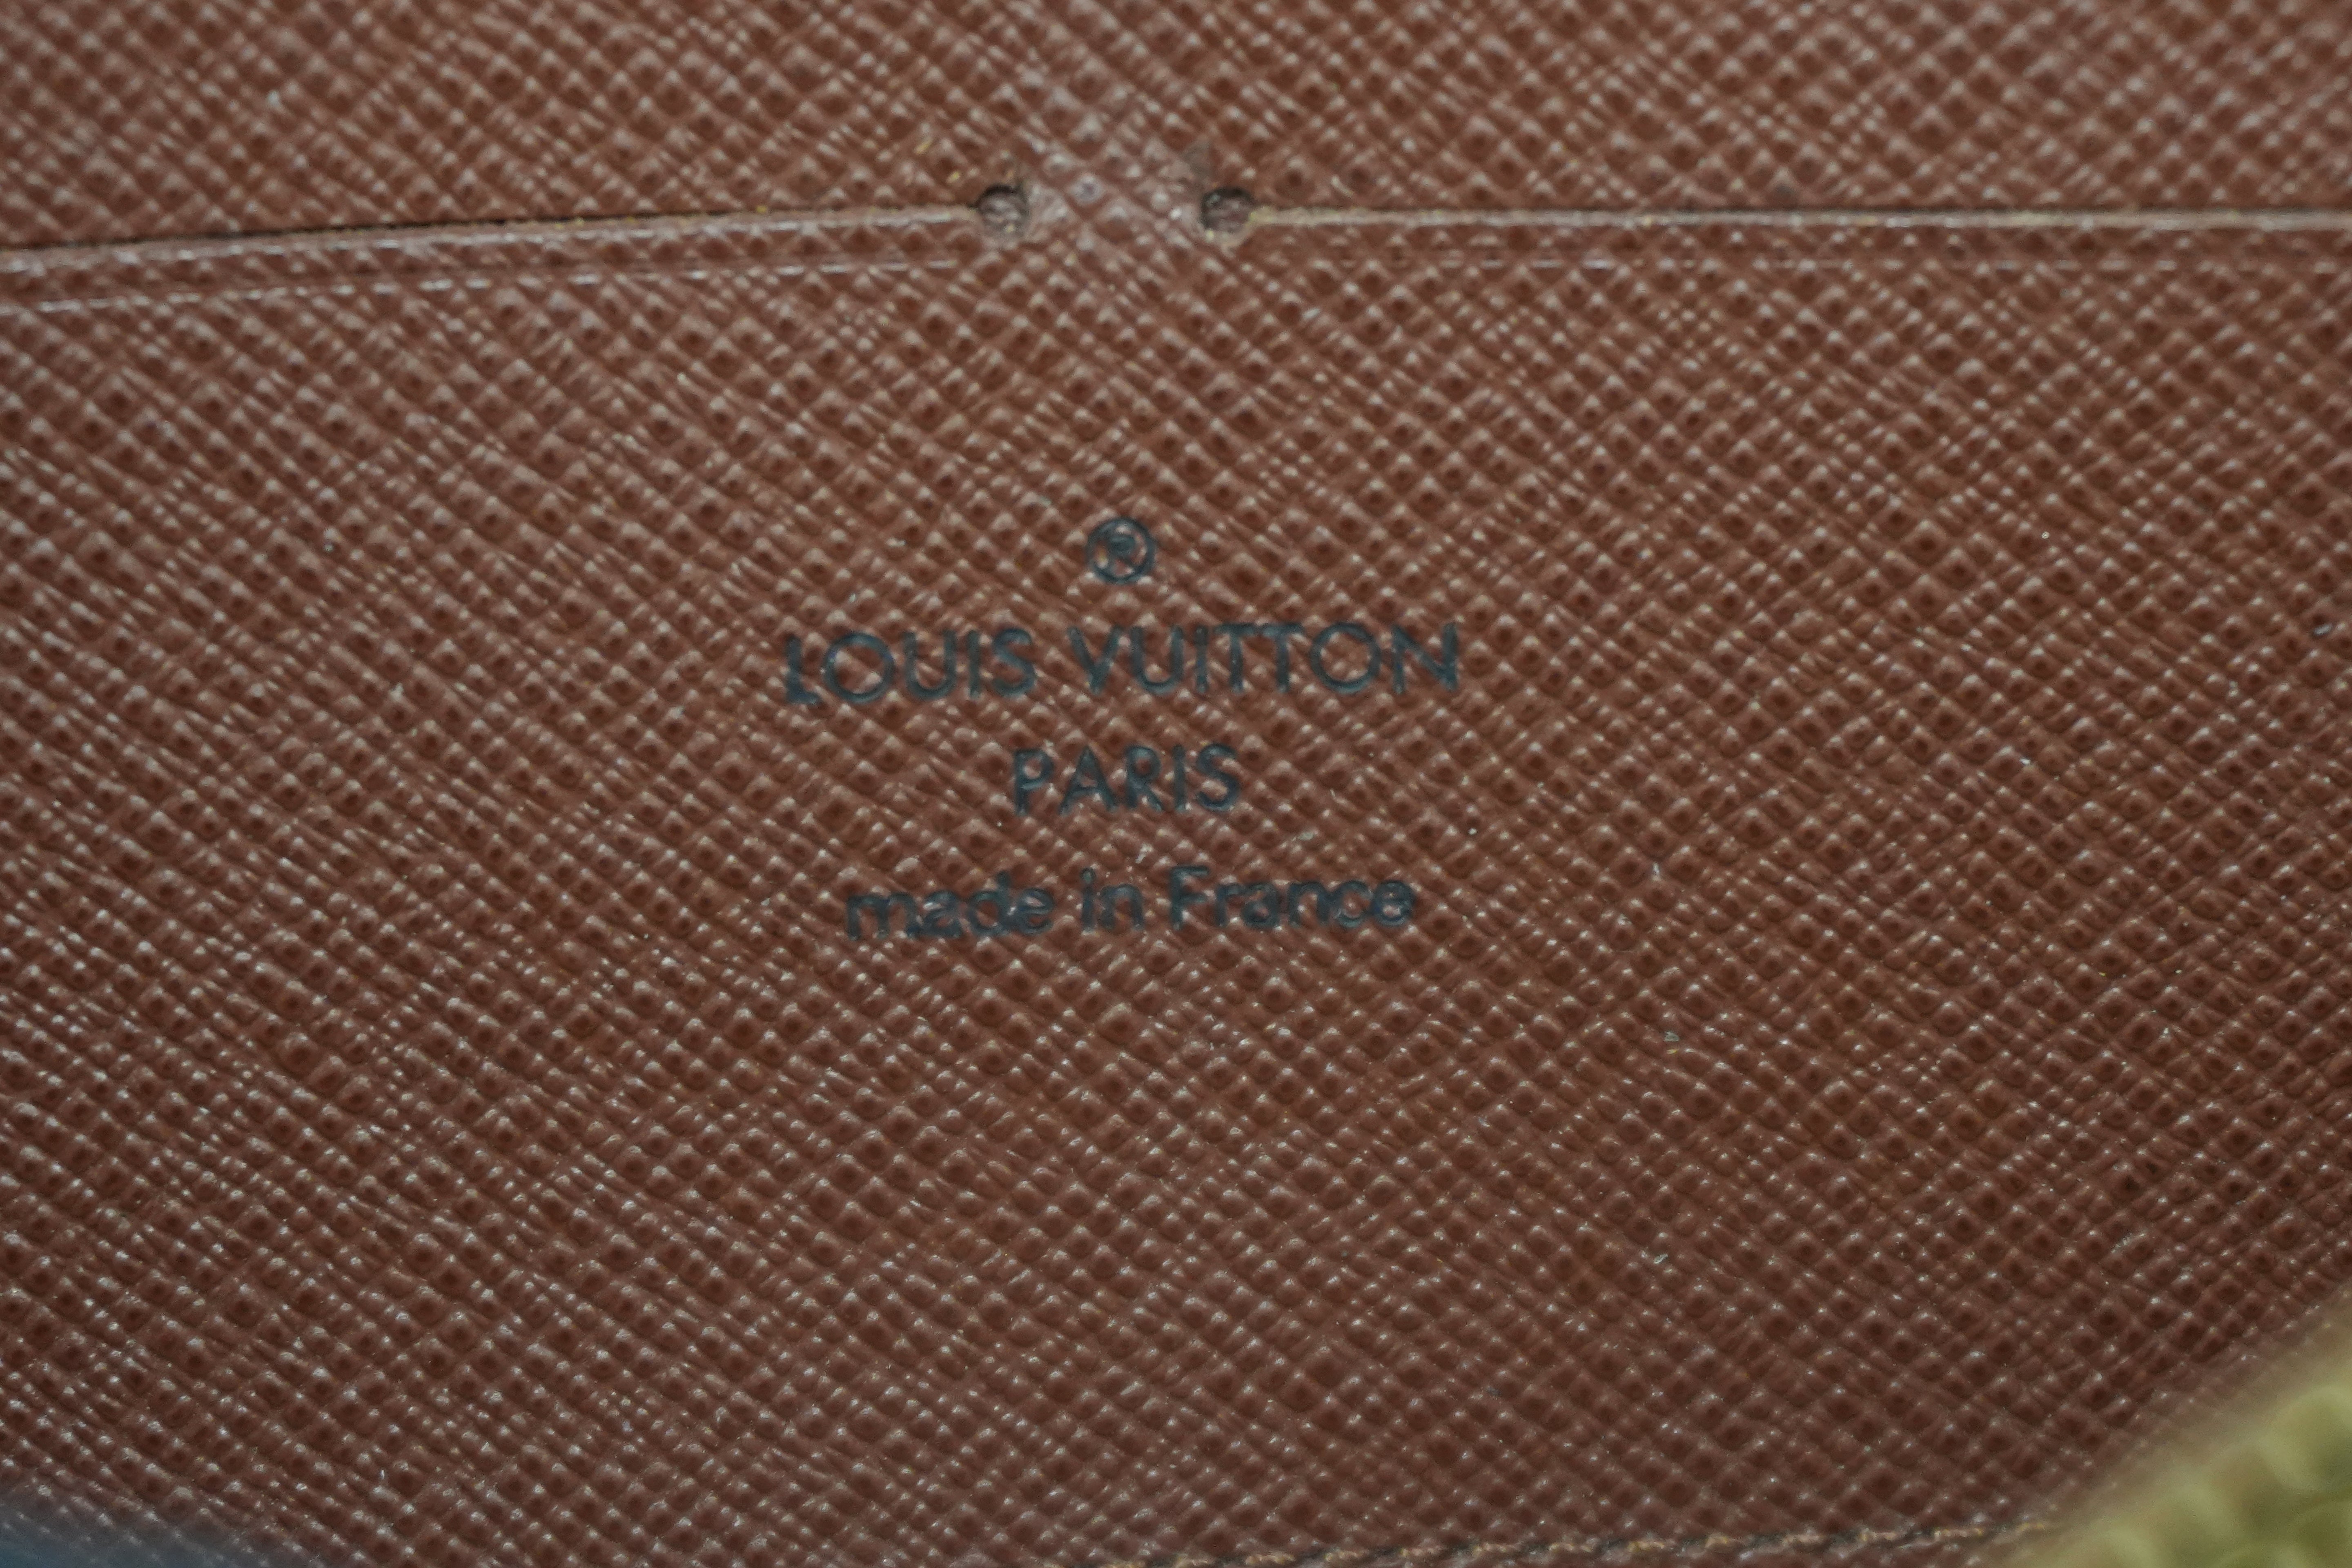 ®
LOUIS VUITTON
PARIS
made in France